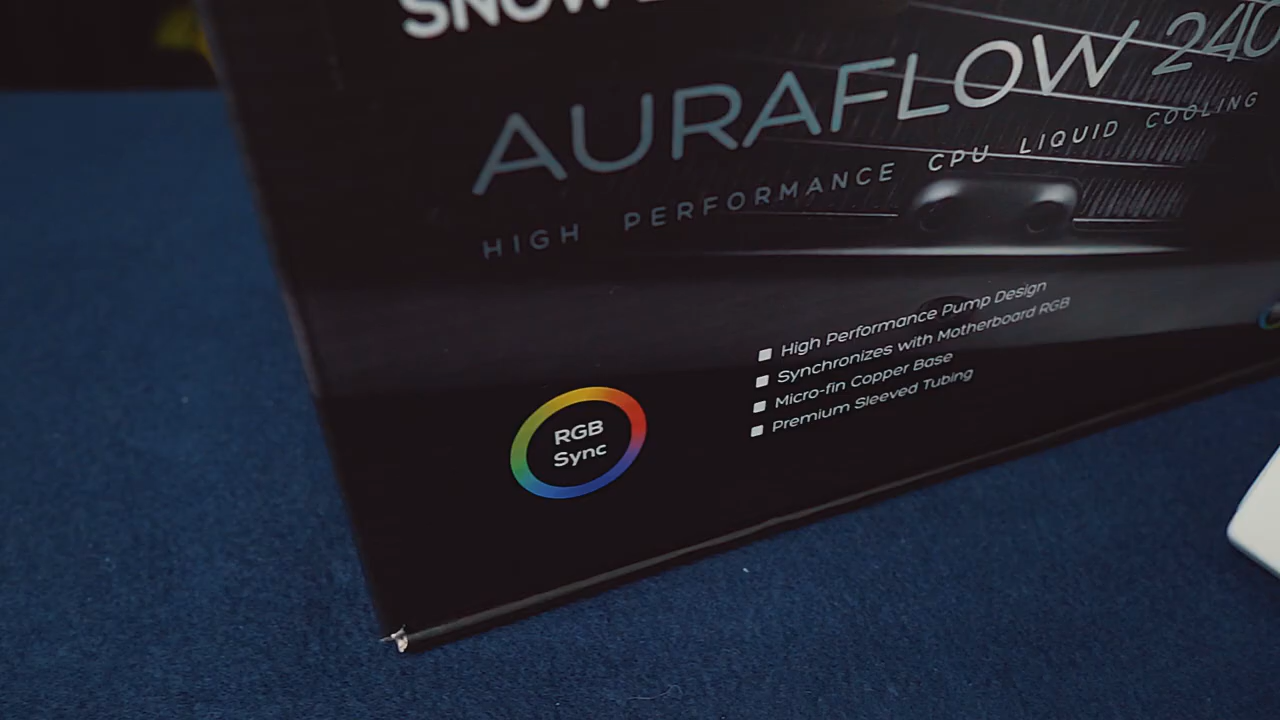 SNOW
AURAFLOW 240
HIGH PERFORMANCE CPU LIQUID COOLING
High Performance Pump Design
Synchronizes with Motherboard RGB
Micro-fin Copper Base
Premium Sleeved Tubing
RGB
Sync